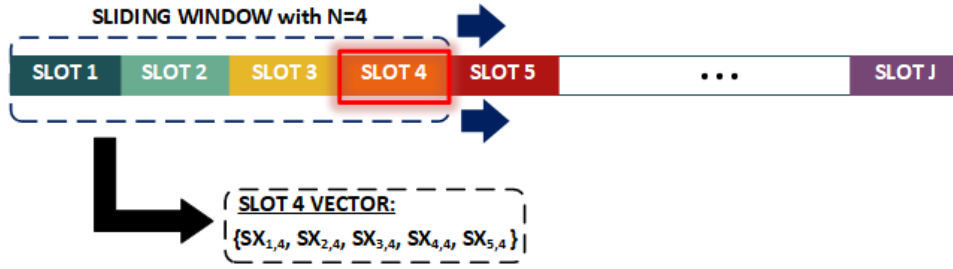 SLIDING WINDOW with N=4
SLOT 1 SLOT 2 SLOT 3 SLOT 4 SLOT 5 ... SLOT J
SLOT 4 VECTOR:
{SX1,4, SX2,4, SX3,4, SX4,4, SX5,4 }